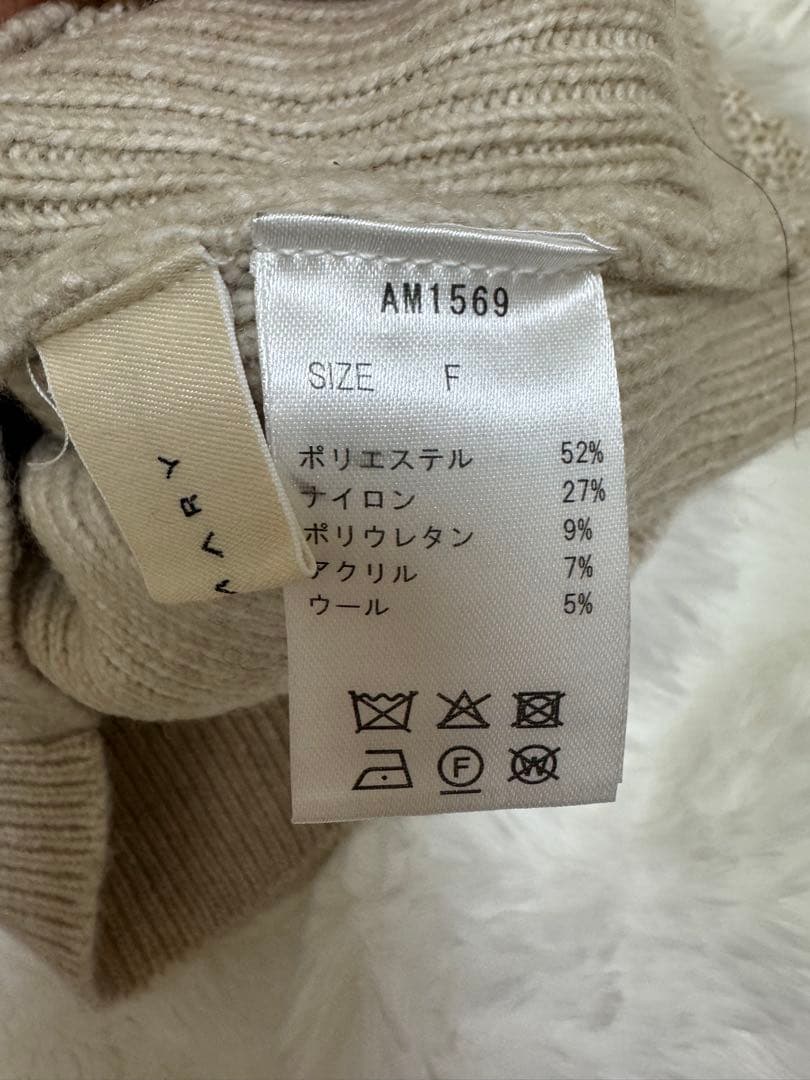 AM1569
SIZE F
ポリエステル 52%
ナイロン 27%
ポリウレタン 9%
アクリル 7%
ウール 5%
F
W